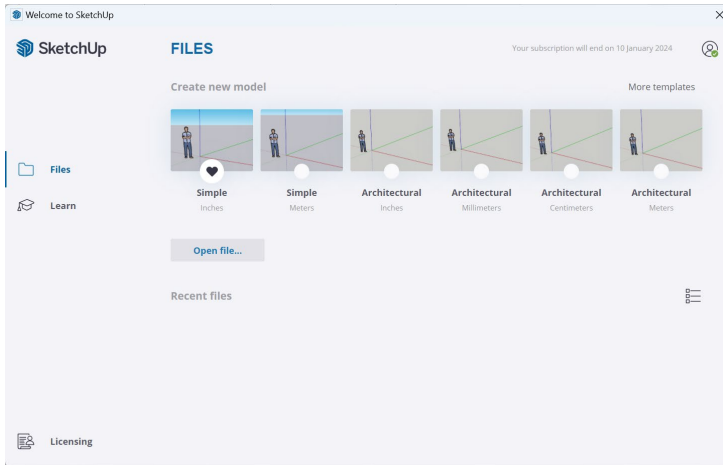 Welcome to SketchUp
SketchUp
FILES
Your subscription will end on 10 January 2024
Create new model
More templates
Files
Learn
Simple
Inches
Simple
Meters
Architectural
Inches
Architectural
Millimeters
Architectural
Centimeters
Architectural
Meters
Open file...
Recent files
Licensing